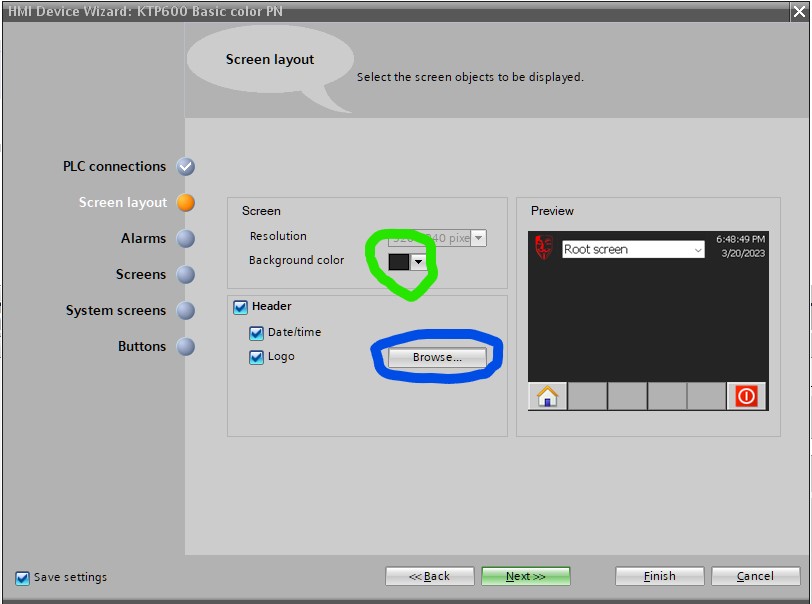 HMI Device Wizard: KTP600 Basic color PN
Screen layout
Select the screen objects to be displayed.
PLC connections
Screen layout
Alarms
Screens
System screens
Buttons
Screen
Resolution
pixe
Background color
Header
Date/time
Logo
Browse...
Preview
Root screen
6:48:49 PM
3/20/2023
Save settings
<< Back
Next >>
Finish
Cancel